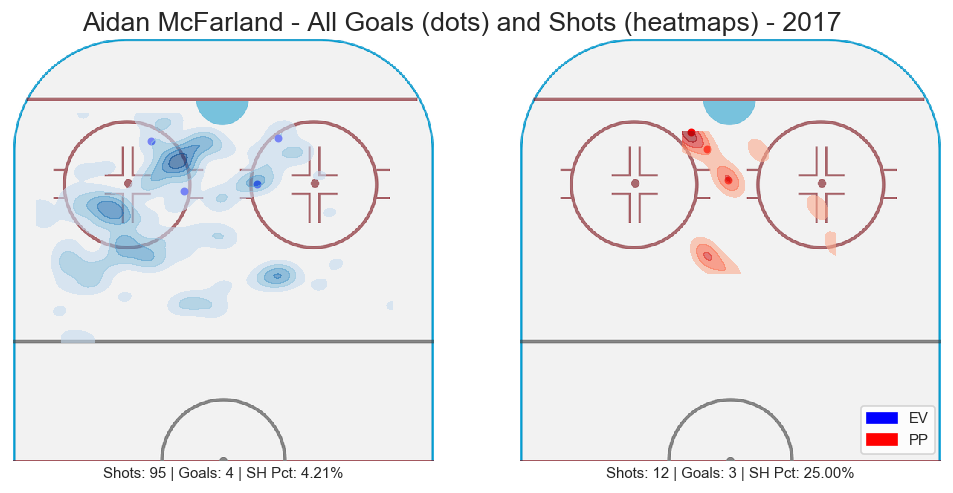 Aidan McFarland - All Goals (dots) and Shots (heatmaps) - 2017
EV
PP
Shots: 95 | Goals: 4 | SH Pct: 4.21%
Shots: 12 | Goals: 3 | SH Pct: 25.00%